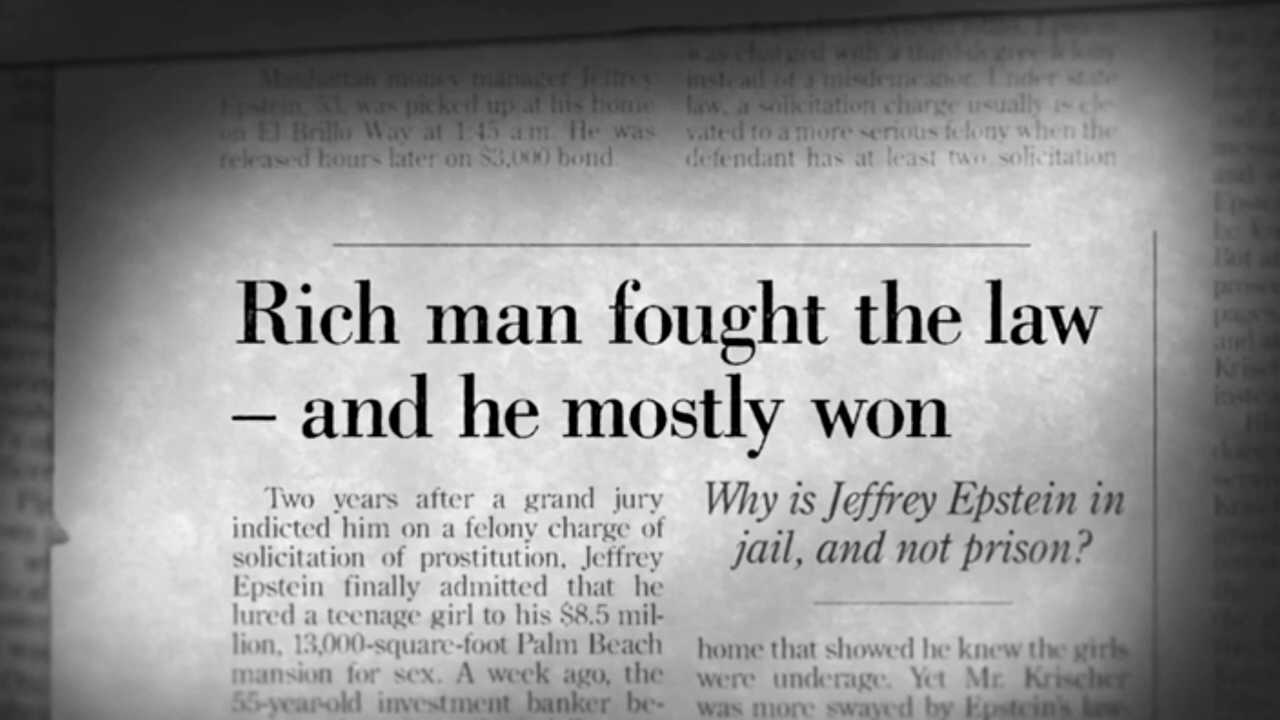 Manhattan money manager Jeffrey
Epstein, 53, was picked up at his home
on El Brillo Way at 1:45 a.m. He was
released hours later on $3,000 bond.
was charged with a third-degree felony
instead of a misdemeanor. Under state
law, a solicitation charge usually is ele-
vated to a more serious felony when the
defendant has at least two solicitation
Rich man fought the law
– and he mostly won
Two years after a grand jury
indicted him on a felony charge of
solicitation of prostitution, Jeffrey
Epstein finally admitted that he
lured a teenage girl to his $8.5 mil-
lion, 13,000-square-foot Palm Beach
mansion for sex. A week ago, the
55-year-old investment banker be-
Why is Jeffrey Epstein in
jail, and not prison?
home that showed he knew the girls
were underage. Yet Mr. Krischer
was more swayed by Epstein's law-